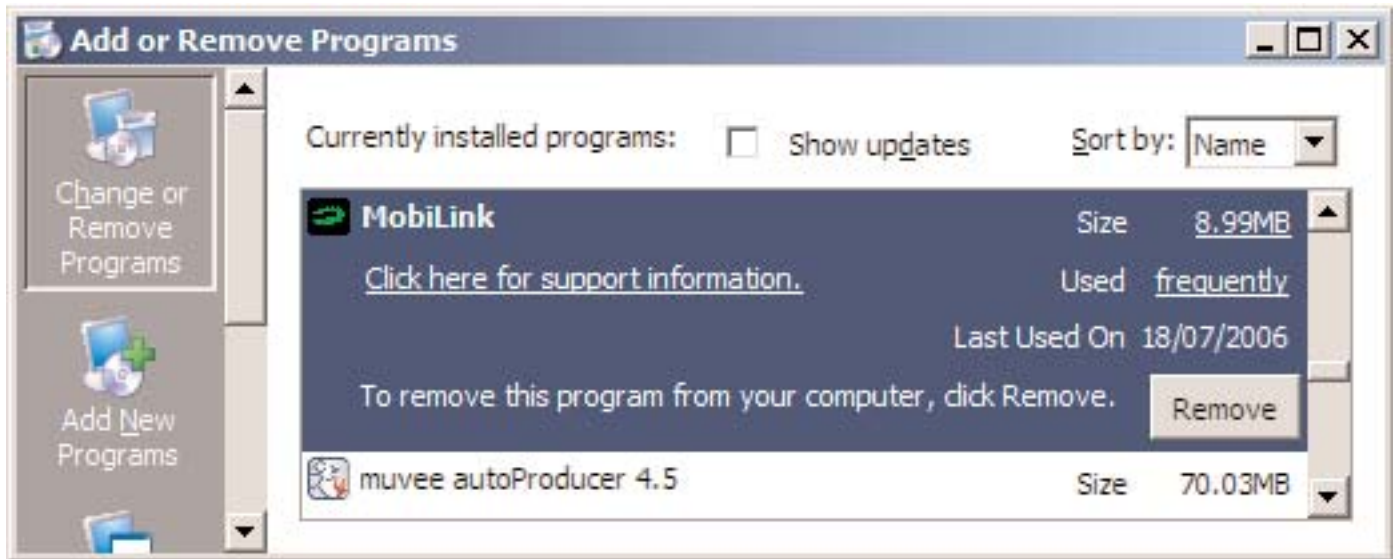 Add or Remove Programs
Change or
Remove
Programs
Add New
Programs
Currently installed programs: Show updates Sort by: Name
MobiLink Size 8.99MB
Click here for support information. Used frequently
Last Used On 18/07/2006
To remove this program from your computer, click Remove. Remove
muvee autoProducer 4.5 Size 70.03MB